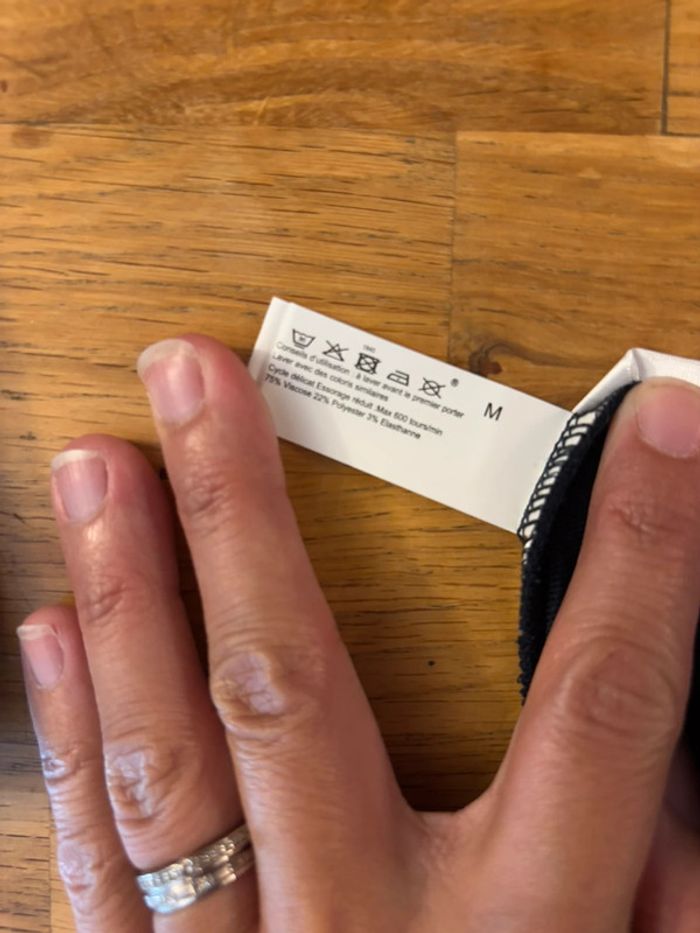 M
Conseils d'utilisation : à laver avant le premier porter
Laver avec des coloris similaires
Cycle délicat Essorage réduit :Max 600 tours/min
75% Viscose 22% Polyester 3% Elasthanne